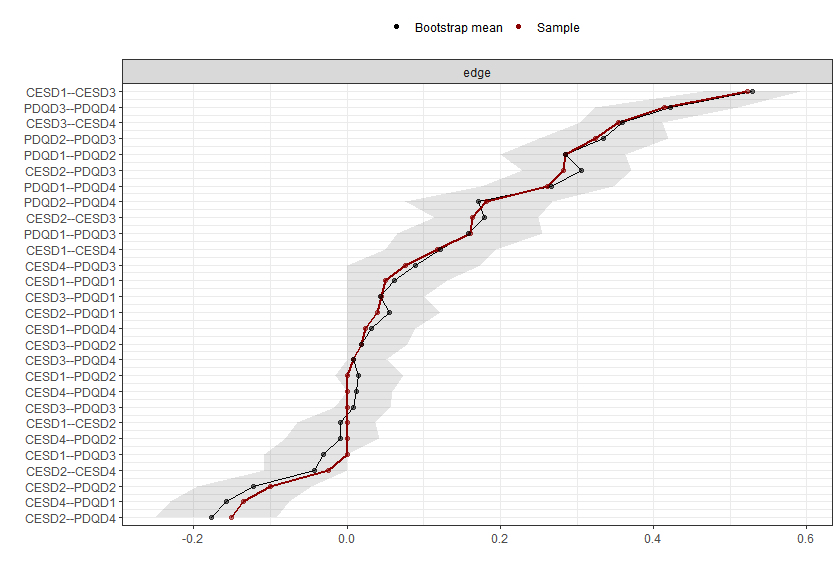 Bootstrap mean Sample
edge
CESD1--CESD3
PDQD3--PDQD4
CESD3--CESD4
PDQD2--PDQD3
PDQD1--PDQD2
CESD2--PDQD3
PDQD1--PDQD4
PDQD2--PDQD4
CESD2--CESD3
PDQD1--PDQD3
CESD1--CESD4
CESD4--PDQD3
CESD1--PDQD1
CESD3--PDQD1
CESD2--PDQD1
CESD1--PDQD4
CESD3--PDQD2
CESD3--PDQD4
CESD1--PDQD2
CESD4--PDQD4
CESD3--PDQD3
CESD1--CESD2
CESD4--PDQD2
CESD1--PDQD3
CESD2--CESD4
CESD2--PDQD2
CESD4--PDQD1
CESD2--PDQD4
-0.2 0.0 0.2 0.4 0.6